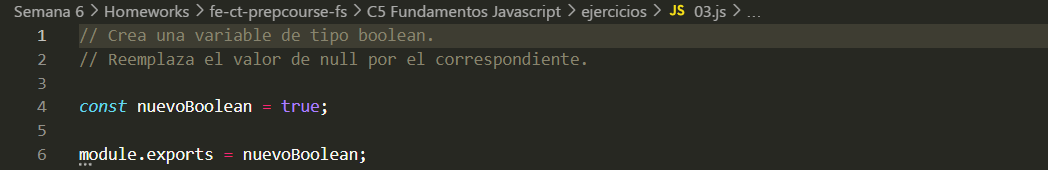 Semana 6 > Homeworks > fe-ct-prepcourse-fs > C5 Fundamentos Javascript > ejercicios > JS 03.js > ...
1 // Crea una variable de tipo boolean.
2 // Reemplaza el valor de null por el correspondiente.
3
4 const nuevoBoolean = true;
5
6 module.exports = nuevoBoolean;